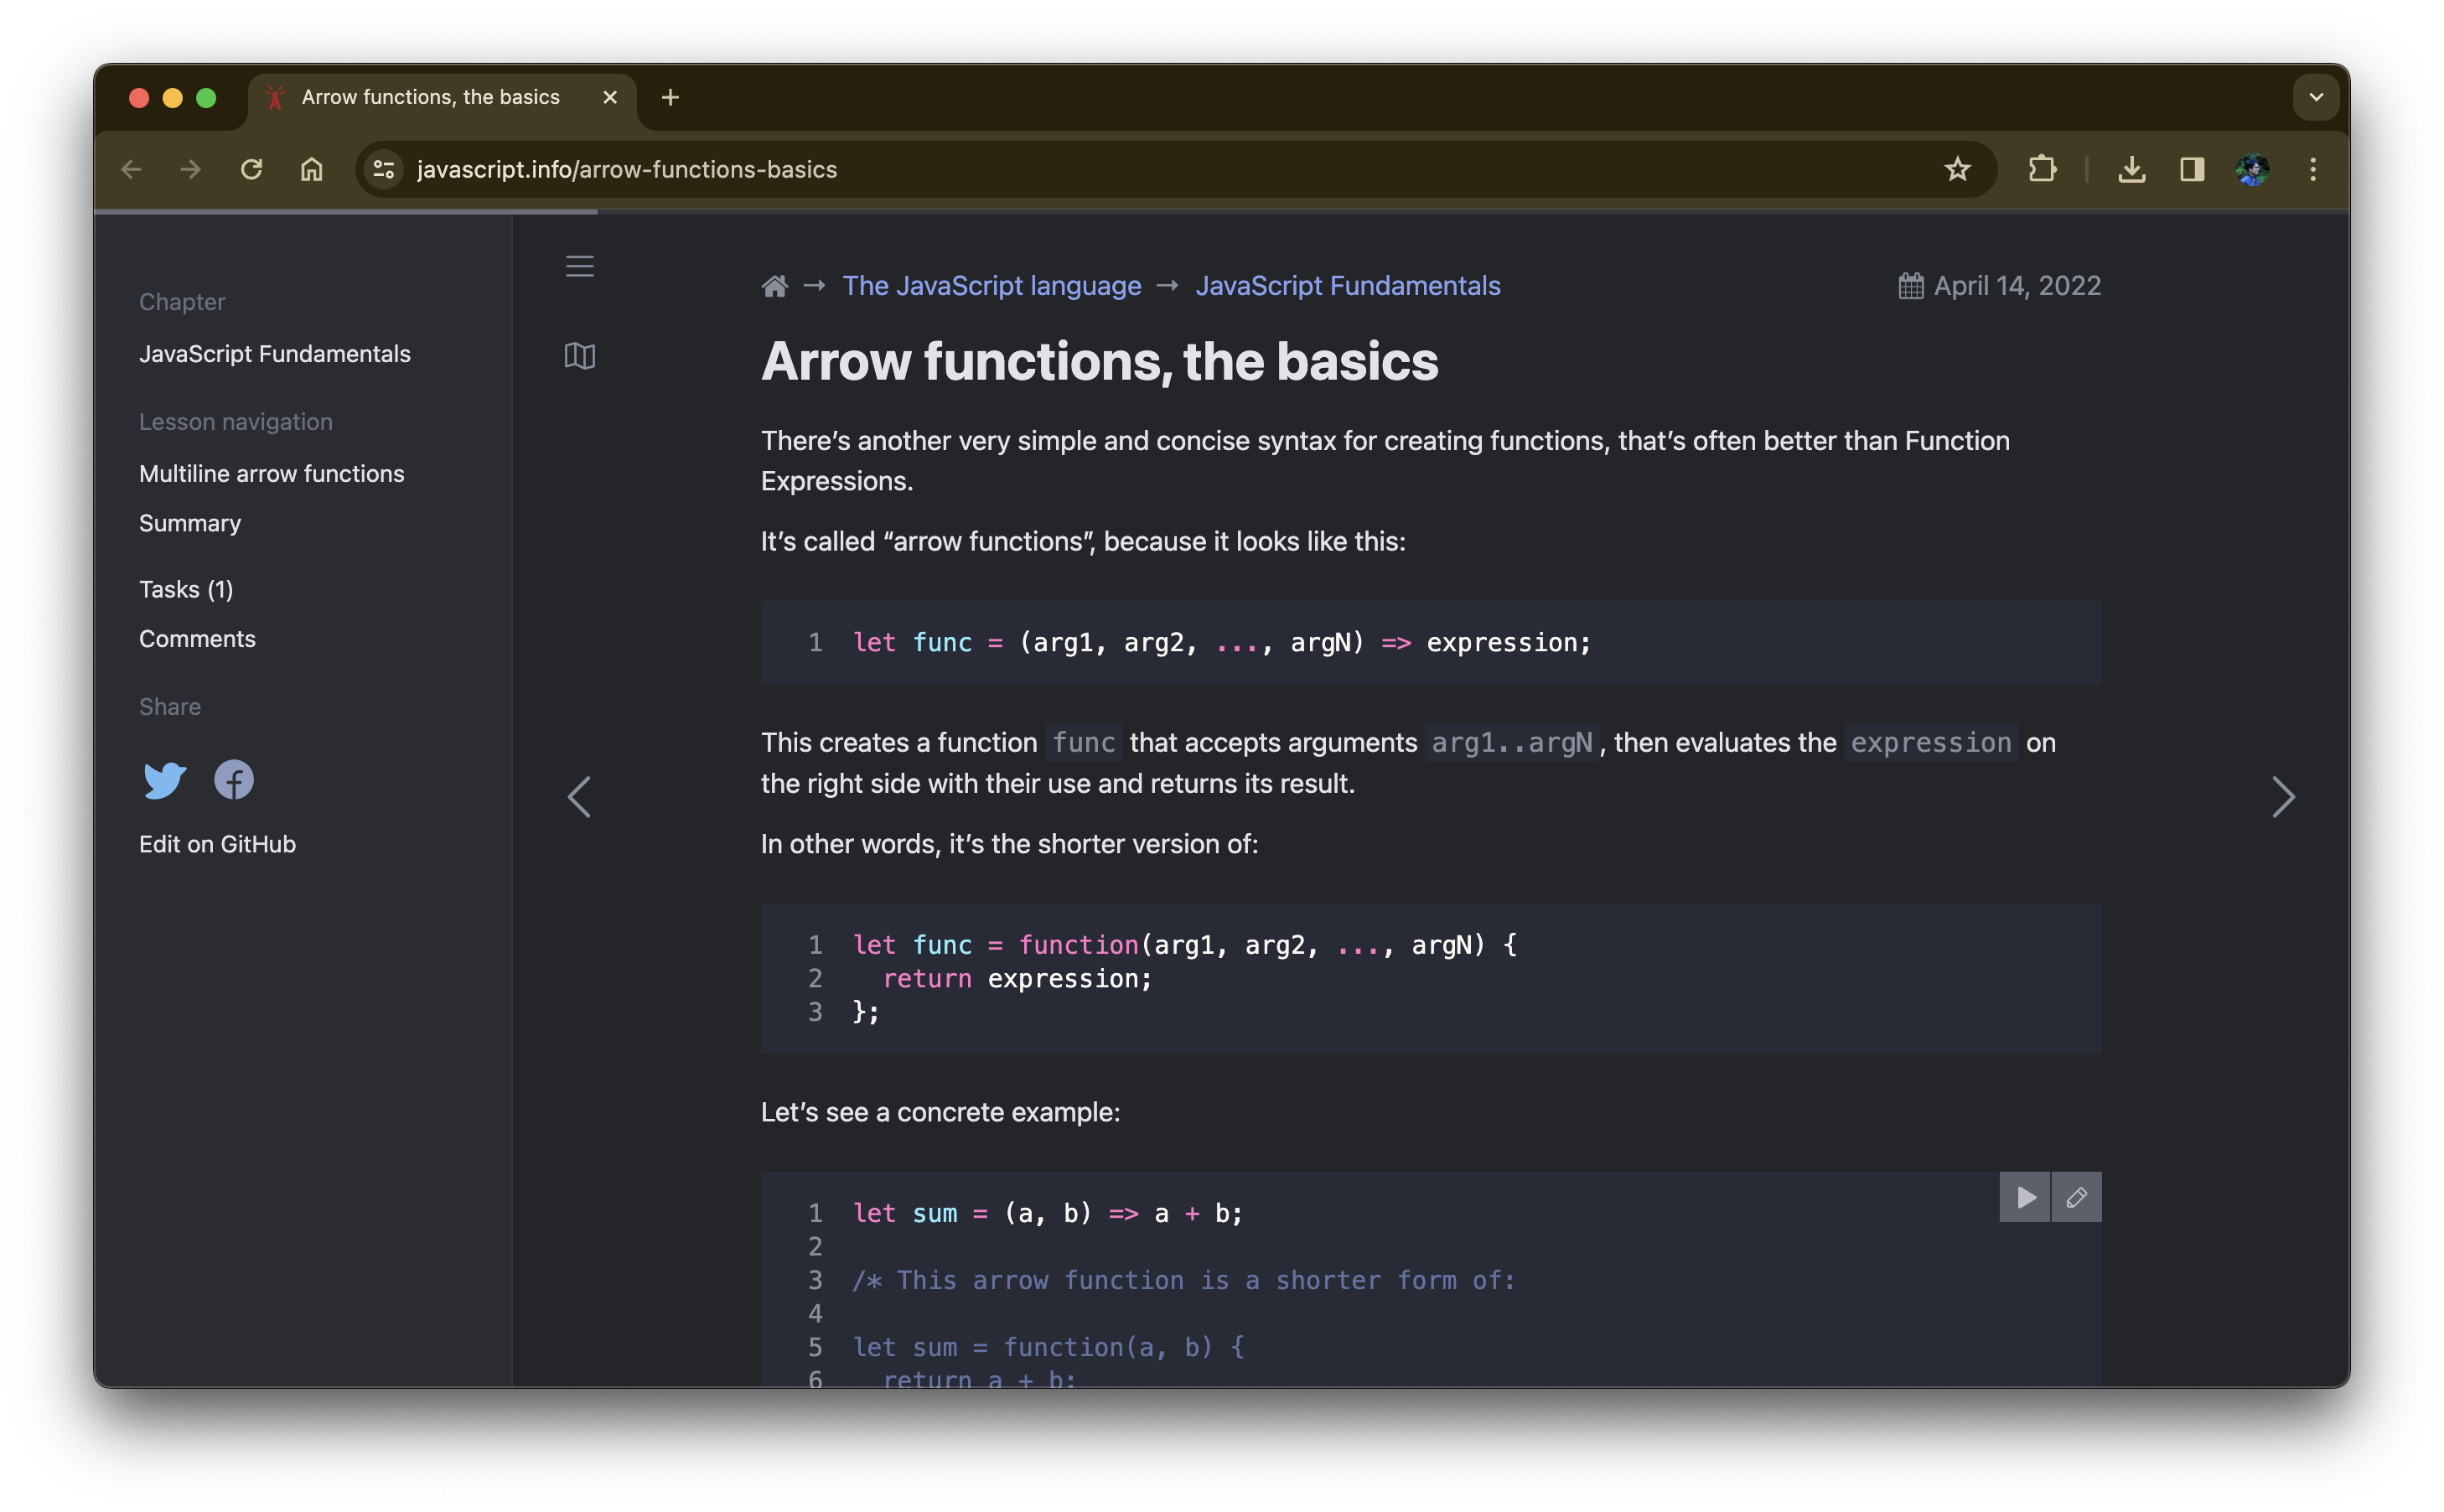 Arrow functions, the basics
javascript.info/arrow-functions-basics
Chapter
JavaScript Fundamentals
Lesson navigation
Multiline arrow functions
Summary
Tasks (1)
Comments
Share
Edit on GitHub
→ The JavaScript language → JavaScript Fundamentals
April 14, 2022
Arrow functions, the basics
There’s another very simple and concise syntax for creating functions, that’s often better than Function
Expressions.
It’s called “arrow functions”, because it looks like this:
1 let func = (arg1, arg2, ..., argN) => expression;
This creates a function func that accepts arguments arg1..argN, then evaluates the expression on
the right side with their use and returns its result.
In other words, it’s the shorter version of:
1 let func = function(arg1, arg2, ..., argN) {
2   return expression;
3 };
Let’s see a concrete example:
1 let sum = (a, b) => a + b;
2
3 /* This arrow function is a shorter form of:
4
5 let sum = function(a, b) {
6   return a + b;